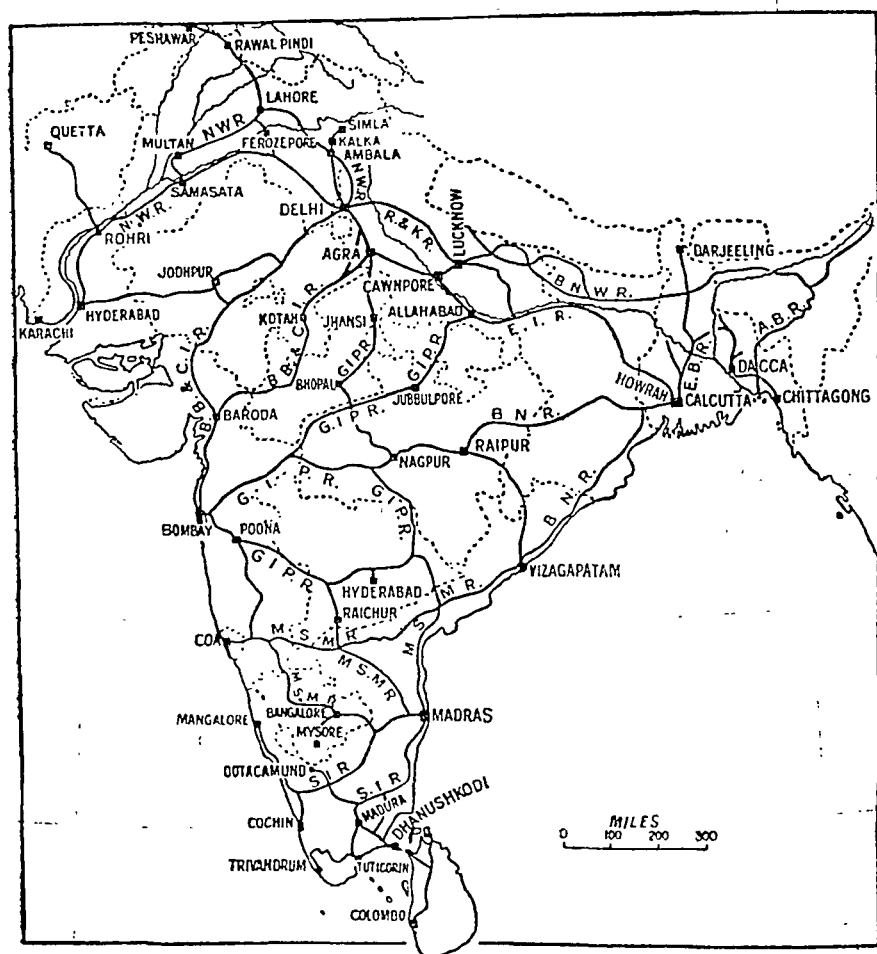 PESHAWAR
RAWAL PINDI
LAHORE
QUETTA
MULTAN
N.W.R.
FEROZEPORE
SIMLA
KALKA
AMBALA
N.W.R.
SAMASATA
N.W.R.
ROHRI
DELHI
R.&K.R.
LUCKNOW
AGRA
DARJEELING
JODHPUR
CAWNPORE
B.N.W.R.
KARACHI
HYDERABAD
KOTAH
JHANSI
ALLAHABAD
E.I.R.
A.B.R.
B.B.& C.I.R.
B.B.& C.I.R.
G.I.P.R.
G.I.P.R.
E.B.R.
DACCA
BHOPAL
JUBBULPORE
HOWRAH
CALCUTTA
CHITTAGONG
BARODA
G.I.P.R.
B.N.R.
RAIPUR
NAGPUR
G.I.P.R.
G.I.P.R.
B.N.R.
BOMBAY
POONA
G.I.P.R.
HYDERABAD
VIZAGAPATAM
RAICHUR
M.S.M.R.
COA
M.S.M.R.
M.S.M.R
M.S.M.R
BANGALORE
MADRAS
MANGALORE
MYSORE
OOTACAMUND
S.I.R
S.I.R
MADURA
DHANUSHKODI
COCHIN
MILES
0 100 200 300
TRIVANDRUM
TUTICORIN
COLOMBO